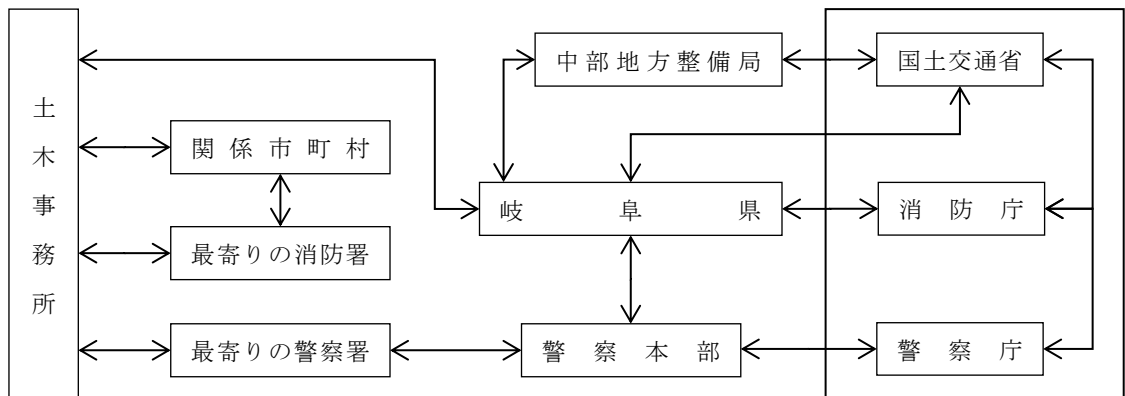 土木事務所
中部地方整備局
国土交通省
関係市町村
岐阜県
消防庁
最寄りの消防署
最寄りの警察署
警察本部
警察庁